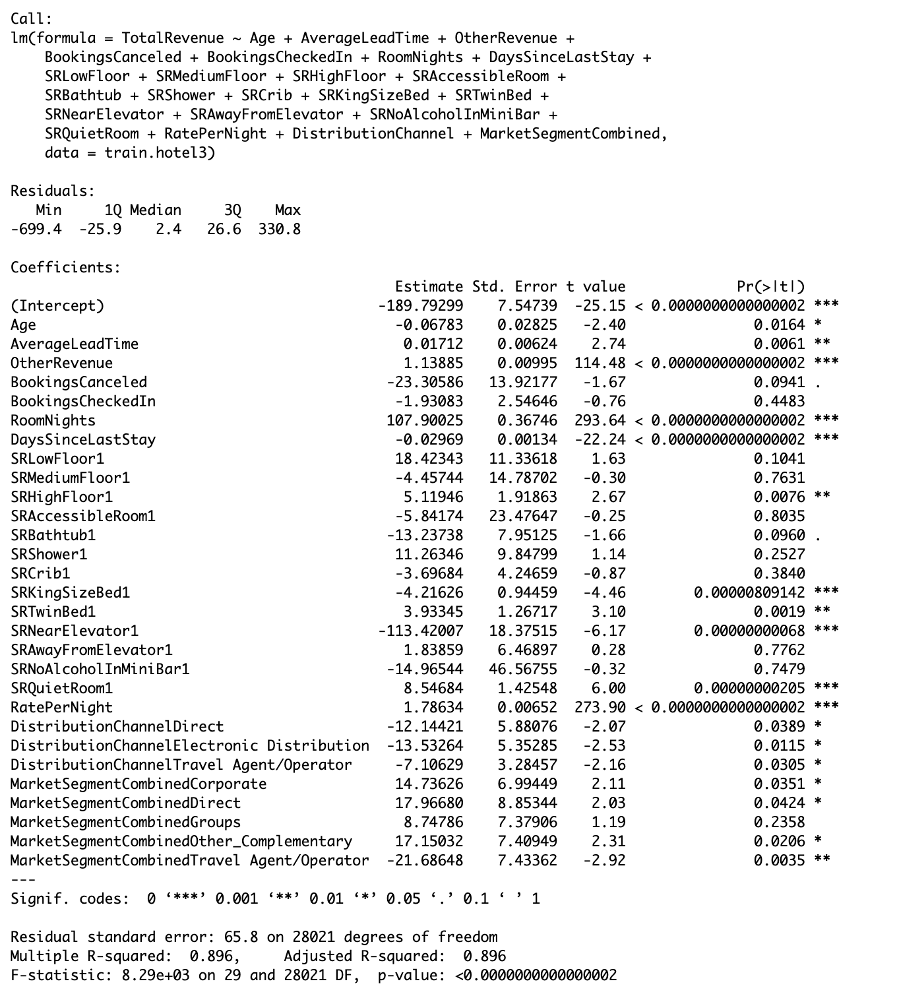 Call:
lm(formula = TotalRevenue ~ Age + AverageLeadTime + OtherRevenue +
    BookingsCanceled + BookingsCheckedIn + RoomNights + DaysSinceLastStay +
    SRLowFloor + SRMediumFloor + SRHighFloor + SRAccessibleRoom +
    SRBathtub + SRShower + SRCrib + SRKingSizeBed + SRTwinBed +
    SRNearElevator + SRAwayFromElevator + SRNoAlcoholInMiniBar +
    SRQuietRoom + RatePerNight + DistributionChannel + MarketSegmentCombined,
    data = train.hotel3)
Residuals:
   Min     1Q Median     3Q    Max
-699.4  -25.9    2.4   26.6  330.8
Coefficients:
Estimate Std. Error t value Pr(>|t|)
(Intercept) -189.79299 7.54739 -25.15 < 0.0000000000000002 ***
Age -0.06783 0.02825 -2.40 0.0164 *
AverageLeadTime 0.01712 0.00624 2.74 0.0061 **
OtherRevenue 1.13885 0.00995 114.48 < 0.0000000000000002 ***
BookingsCanceled -23.30586 13.92177 -1.67 0.0941 .
BookingsCheckedIn -1.93083 2.54646 -0.76 0.4483
RoomNights 107.90025 0.36746 293.64 < 0.0000000000000002 ***
DaysSinceLastStay -0.02969 0.00134 -22.24 < 0.0000000000000002 ***
SRLowFloor1 18.42343 11.33618 1.63 0.1041
SRMediumFloor1 -4.45744 14.78702 -0.30 0.7631
SRHighFloor1 5.11946 1.91863 2.67 0.0076 **
SRAccessibleRoom1 -5.84174 23.47647 -0.25 0.8035
SRBathtub1 -13.23738 7.95125 -1.66 0.0960 .
SRShower1 11.26346 9.84799 1.14 0.2527
SRCrib1 -3.69684 4.24659 -0.87 0.3840
SRKingSizeBed1 -4.21626 0.94459 -4.46 0.00000809142 ***
SRTwinBed1 3.93345 1.26717 3.10 0.0019 **
SRNearElevator1 -113.42007 18.37515 -6.17 0.00000000068 ***
SRAwayFromElevator1 1.83859 6.46897 0.28 0.7762
SRNoAlcoholInMiniBar1 -14.96544 46.56755 -0.32 0.7479
SRQuietRoom1 8.54684 1.42548 6.00 0.00000000205 ***
RatePerNight 1.78634 0.00652 273.90 < 0.0000000000000002 ***
DistributionChannelDirect -12.14421 5.88076 -2.07 0.0389 *
DistributionChannelElectronic Distribution -13.53264 5.35285 -2.53 0.0115 *
DistributionChannelTravel Agent/Operator -7.10629 3.28457 -2.16 0.0305 *
MarketSegmentCombinedCorporate 14.73626 6.99449 2.11 0.0351 *
MarketSegmentCombinedDirect 17.96680 8.85344 2.03 0.0424 *
MarketSegmentCombinedGroups 8.74786 7.37906 1.19 0.2358
MarketSegmentCombinedOther_Complementary 17.15032 7.40949 2.31 0.0206 *
MarketSegmentCombinedTravel Agent/Operator -21.68648 7.43362 -2.92 0.0035 **
---
Signif. codes:  0 ‘***’ 0.001 ‘**’ 0.01 ‘*’ 0.05 ‘.’ 0.1 ‘ ’ 1
Residual standard error: 65.8 on 28021 degrees of freedom
Multiple R-squared:  0.896,     Adjusted R-squared:  0.896
F-statistic: 8.29e+03 on 29 and 28021 DF,  p-value: <0.0000000000000002